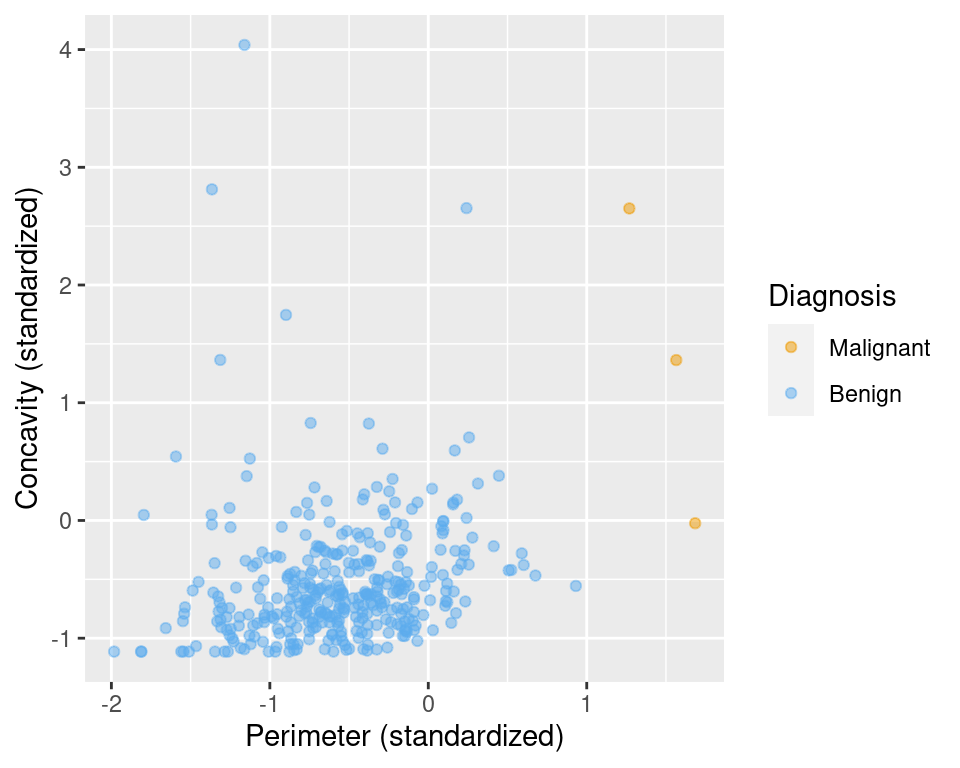 4
3
2
1
0
-1
-2
-1
0
1
Perimeter (standardized)
Concavity (standardized)
Diagnosis
Malignant
Benign